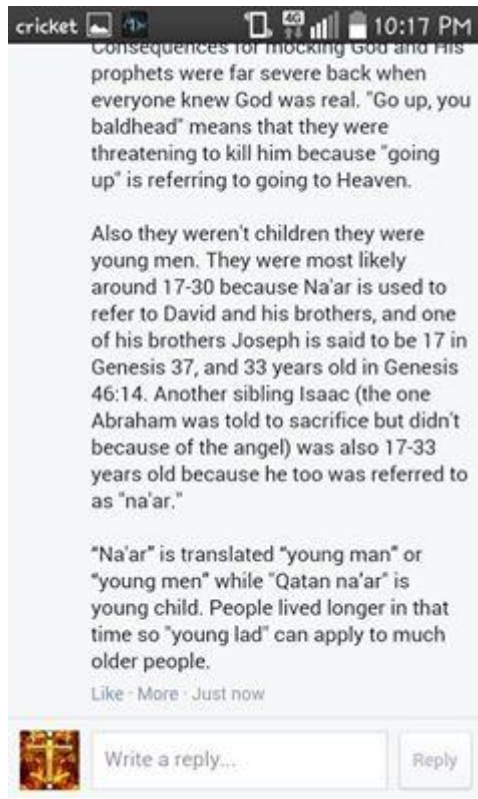 cricket 4G 10:17 PM
Consequences for mocking God and His
prophets were far severe back when
everyone knew God was real. "Go up, you
baldhead" means that they were
threatening to kill him because "going
up" is referring to going to Heaven.
Also they weren't children they were
young men. They were most likely
around 17-30 because Na'ar is used to
refer to David and his brothers, and one
of his brothers Joseph is said to be 17 in
Genesis 37, and 33 years old in Genesis
46:14. Another sibling Isaac (the one
Abraham was told to sacrifice but didn't
because of the angel) was also 17-33
years old because he too was referred to
as "na'ar."
“Na'ar” is translated “young man” or
“young men” while "Qatan na'ar" is
young child. People lived longer in that
time so "young lad" can apply to much
older people.
Like · More · Just now
Write a reply...
Reply